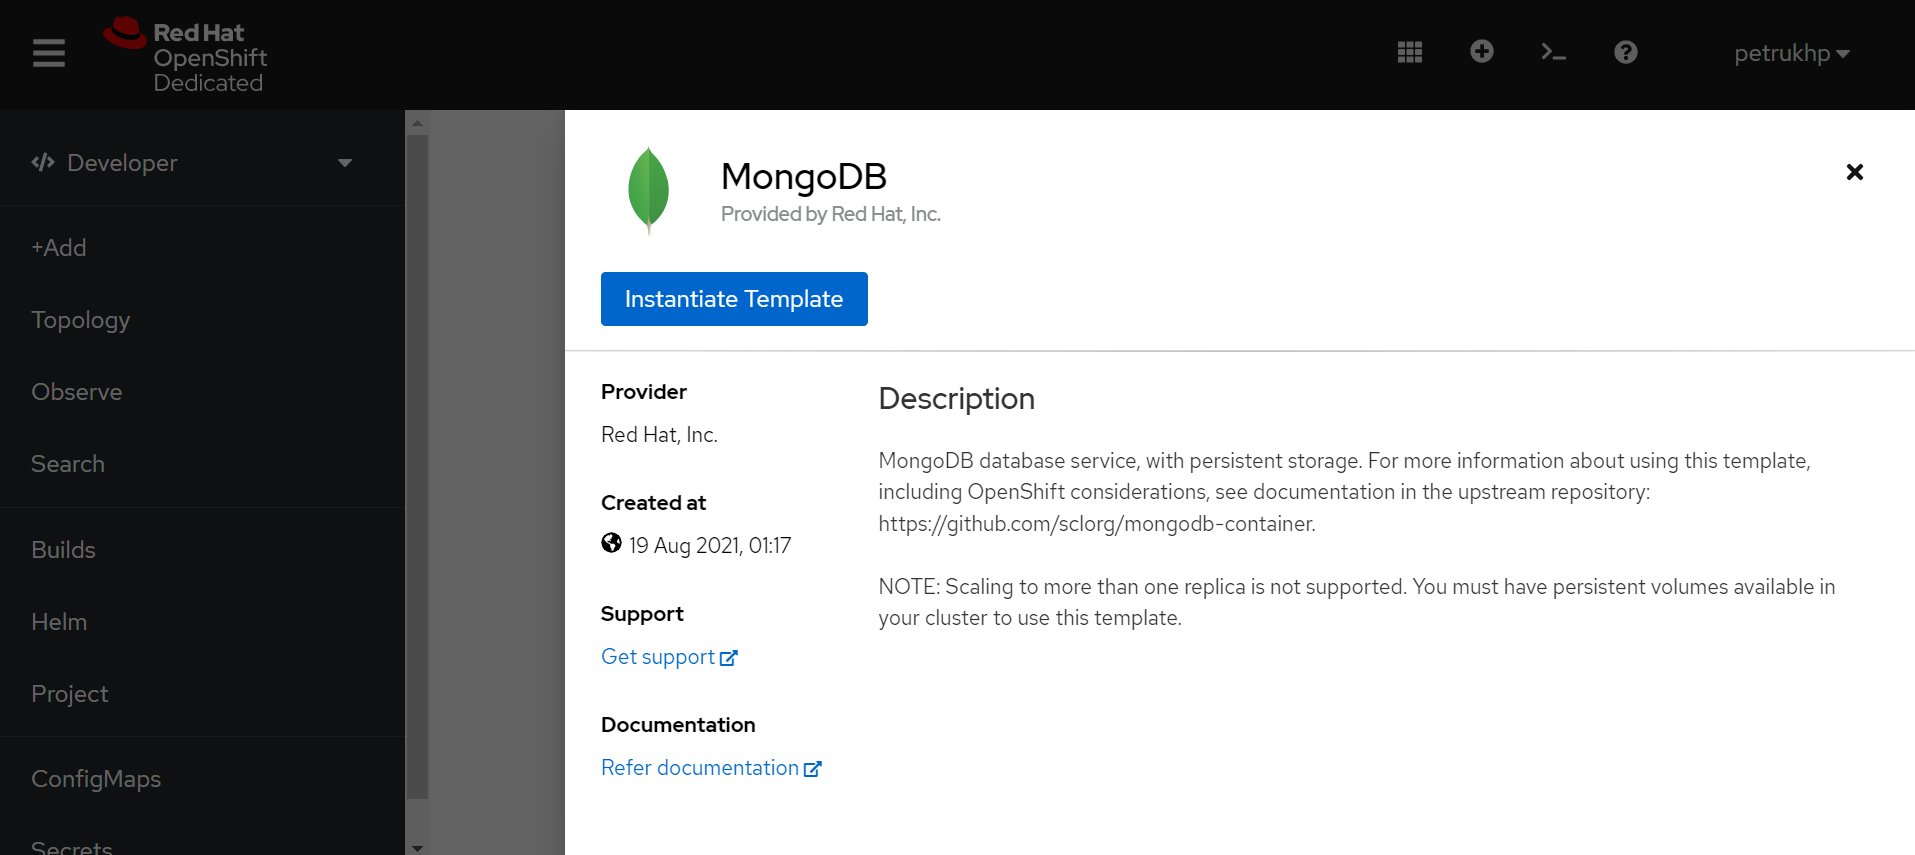 Red Hat
OpenShift
Dedicated
petrukhp
Developer
+Add
Topology
Observe
Search
Builds
Helm
Project
ConfigMaps
Secrets
MongoDB
Provided by Red Hat, Inc.
Instantiate Template
Provider
Red Hat, Inc.
Created at
19 Aug 2021, 01:17
Support
Get support
Documentation
Refer documentation
Description
MongoDB database service, with persistent storage. For more information about using this template,
including OpenShift considerations, see documentation in the upstream repository:
https://github.com/sclorg/mongodb-container.
NOTE: Scaling to more than one replica is not supported. You must have persistent volumes available in
your cluster to use this template.